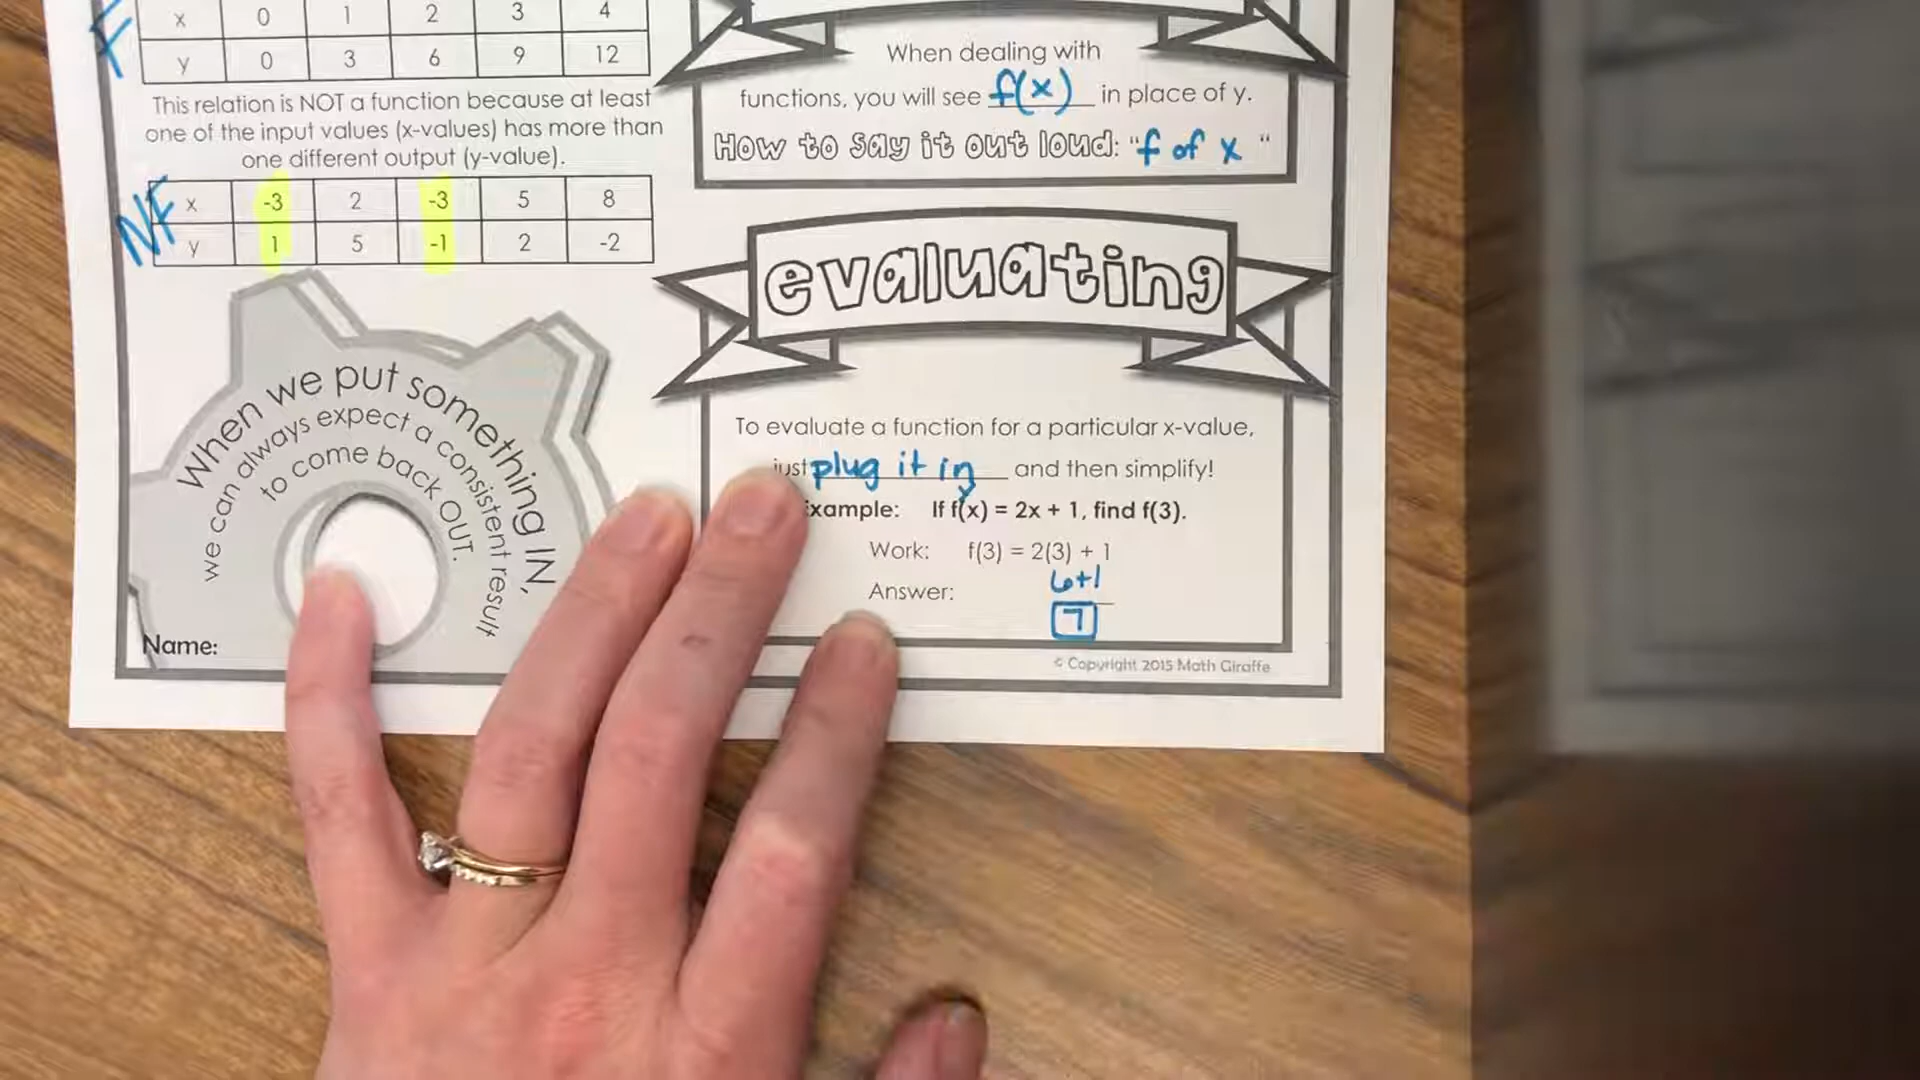 F
x 0 1 2 3 4
y 0 3 6 9 12
This relation is NOT a function because at least
one of the input values (x-values) has more than
one different output (y-value).
NF
x -3 2 -3 5 8
y 1 5 -1 2 -2
When we put something IN,
we can always expect a consistent result
to come back OUT.
Name:
When dealing with
functions, you will see f(x) in place of y.
How to say it out loud: "f of x"
evaluating
To evaluate a function for a particular x-value,
just plug it in and then simplify!
xample: If f(x) = 2x + 1, find f(3).
Work: f(3) = 2(3) + 1
6+1
Answer:
7
© Copyright 2015 Math Giraffe